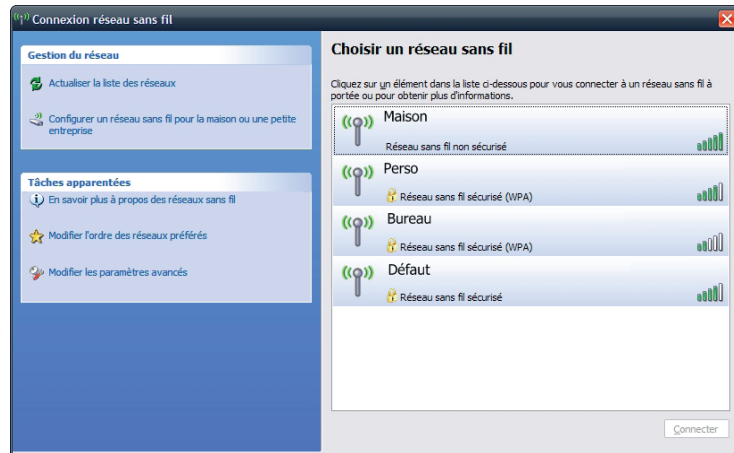 Connexion réseau sans fil
Gestion du réseau
Actualiser la liste des réseaux
Configurer un réseau sans fil pour la maison ou une petite
entreprise
Tâches apparentées
En savoir plus à propos des réseaux sans fil
Modifier l'ordre des réseaux préférés
Modifier les paramètres avancés
Choisir un réseau sans fil
Cliquez sur un élément dans la liste ci-dessous pour vous connecter à un réseau sans fil à
portée ou pour obtenir plus d'informations.
Maison
Réseau sans fil non sécurisé
Perso
Réseau sans fil sécurisé (WPA)
Bureau
Réseau sans fil sécurisé (WPA)
Défaut
Réseau sans fil sécurisé
Connecter